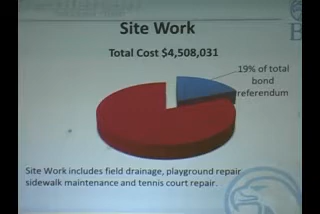 Site Work
Total Cost $4,508,031
19% of total
bond
referendum
Site Work includes field drainage, playground repair
sidewalk maintenance and tennis court repair.